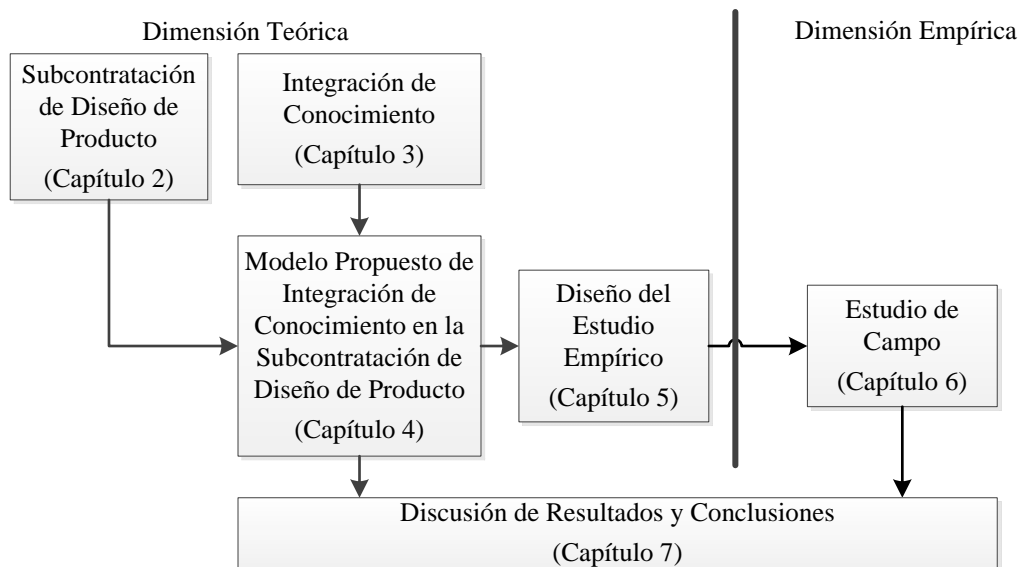 Dimensión Teórica
Dimensión Empírica
Subcontratación
de Diseño de
Producto
(Capítulo 2)
Integración de
Conocimiento
(Capítulo 3)
Modelo Propuesto de
Integración de
Conocimiento en la
Subcontratación de
Diseño de Producto
(Capítulo 4)
Diseño del
Estudio
Empírico
(Capítulo 5)
Estudio de
Campo
(Capítulo 6)
Discusión de Resultados y Conclusiones
(Capítulo 7)